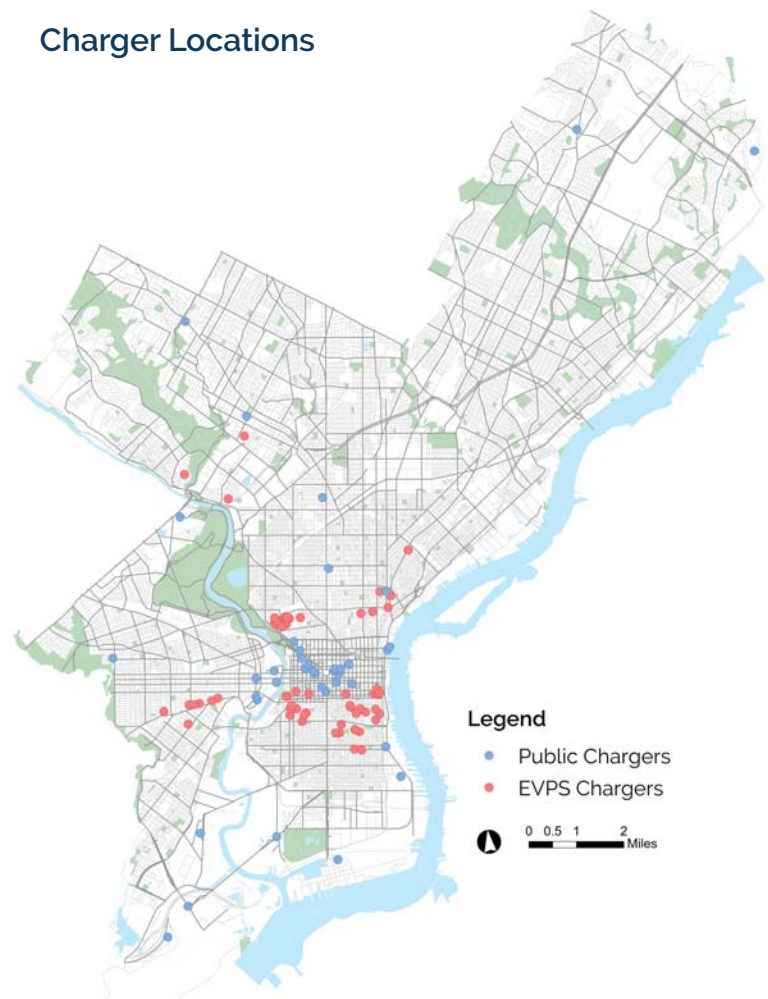 Charger Locations
Legend
Public Chargers
EVPS Chargers
0 0.5 1 2
Miles